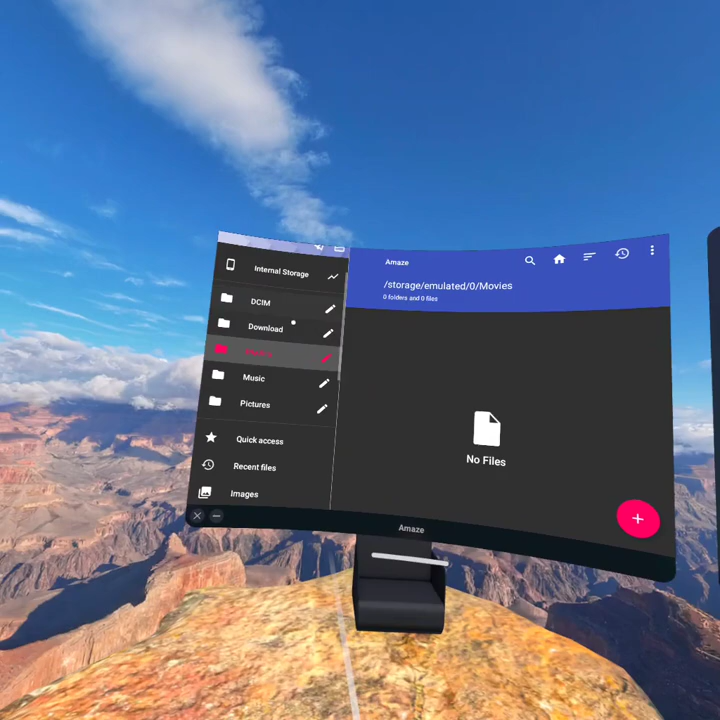 Internal Storage
DCIM
Download
Movies
Music
Pictures
Quick access
Recent files
Images
Amaze
/storage/emulated/0/Movies
0 folders and 0 files
No Files
Amaze